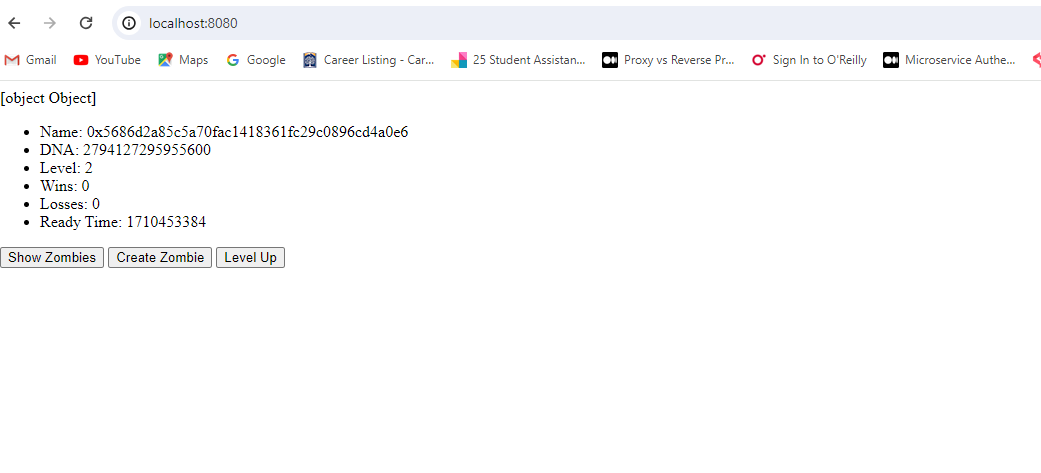 localhost:8080
Gmail YouTube Maps Google Career Listing - Car... 25 Student Assistan... Proxy vs Reverse Pr... Sign In to O'Reilly Microservice Authe...
[object Object]
Name: 0x5686d2a85c5a70fac1418361fc29c0896cd4a0e6
DNA: 2794127295955600
Level: 2
Wins: 0
Losses: 0
Ready Time: 1710453384
Show Zombies Create Zombie Level Up